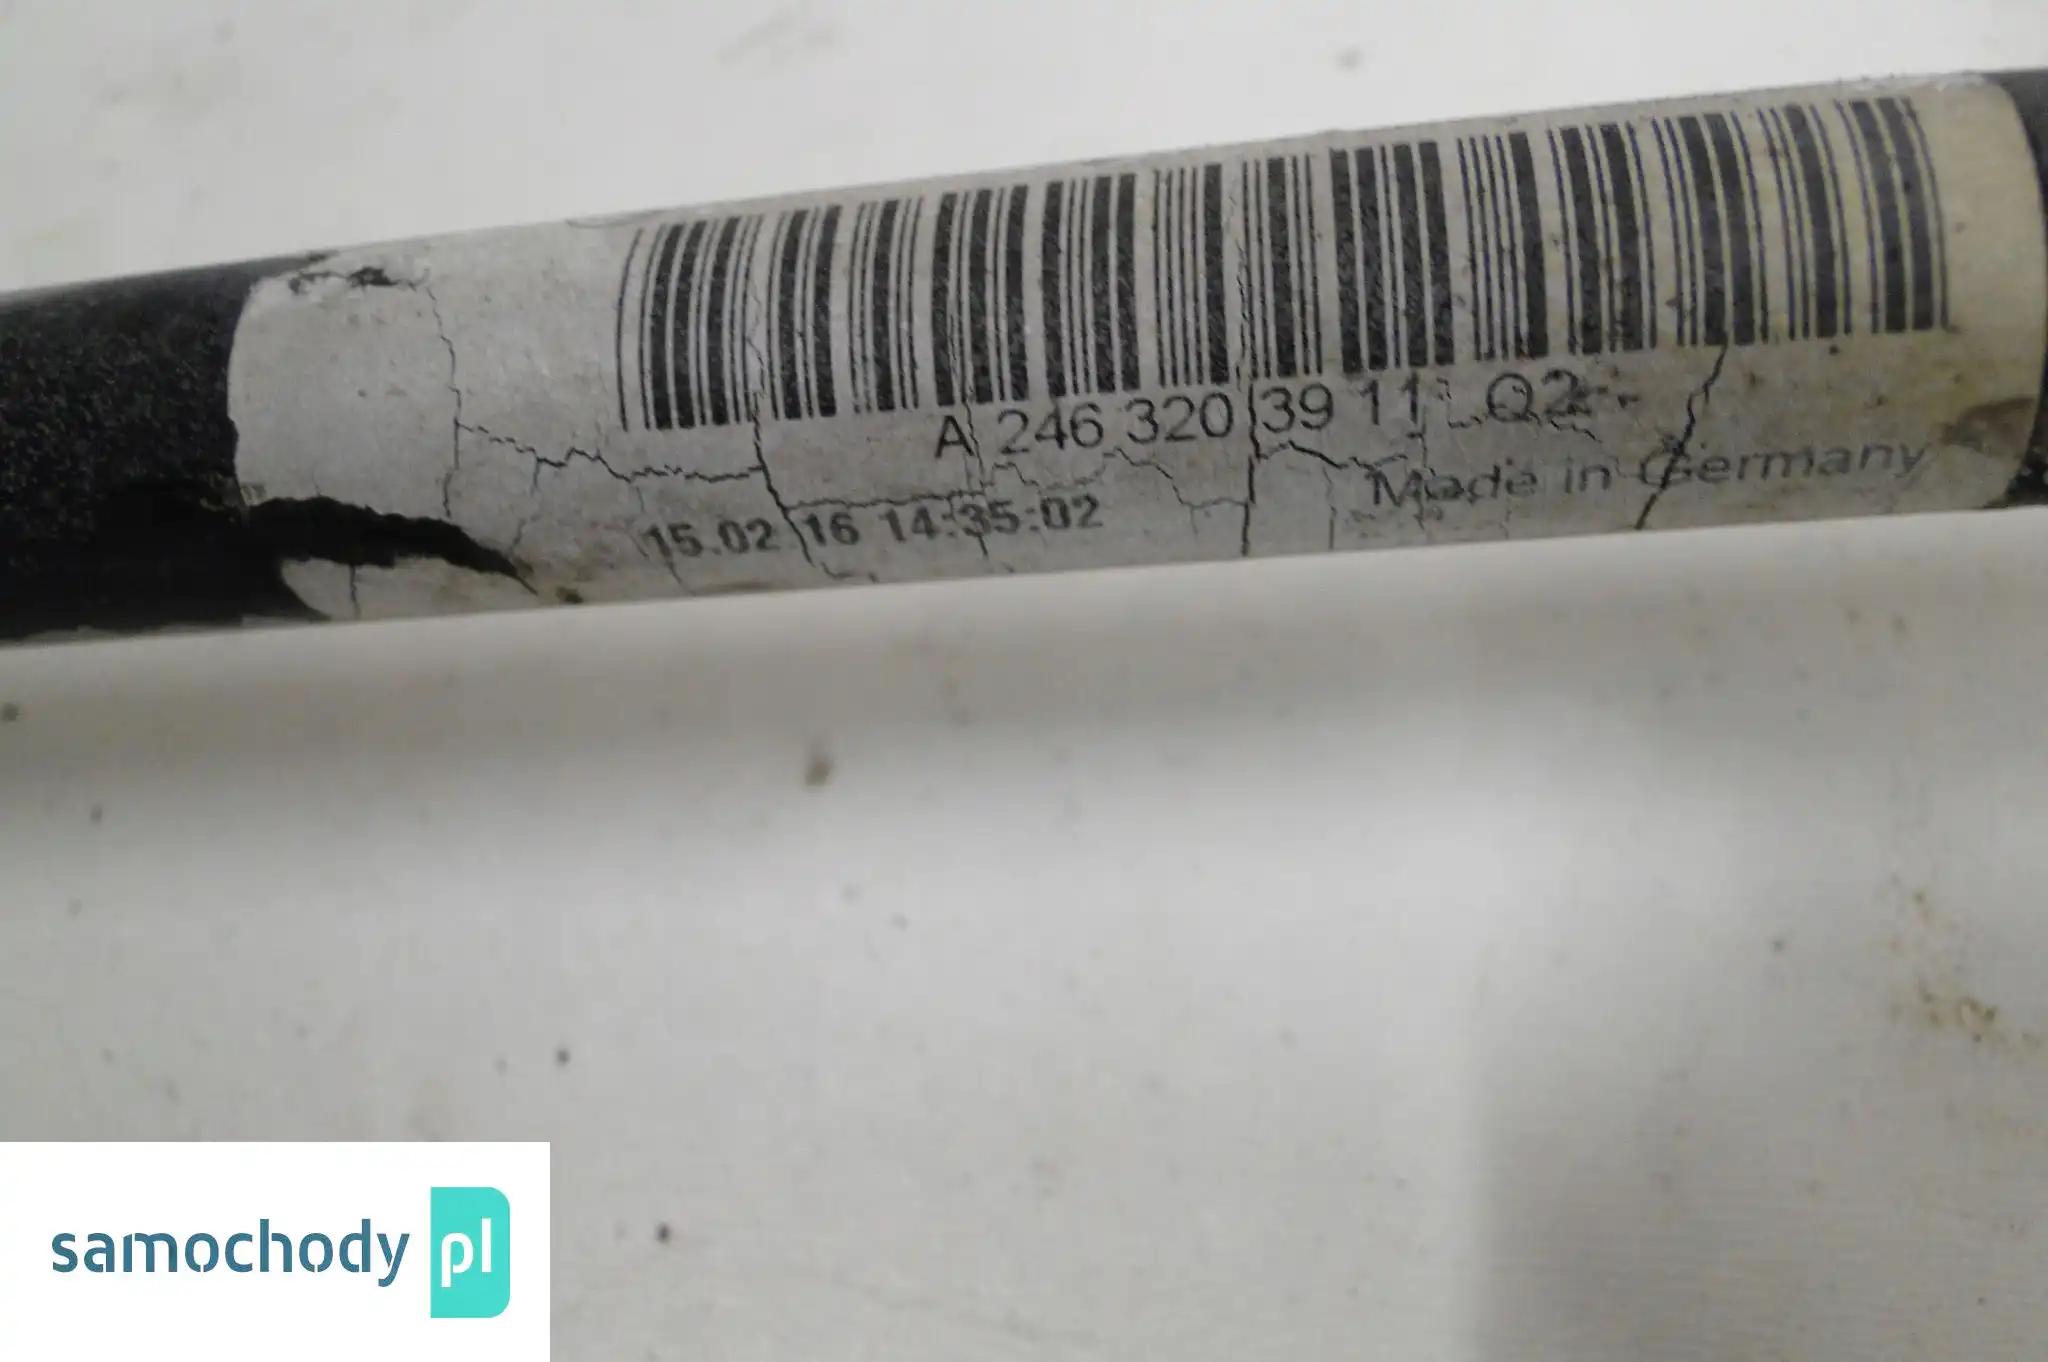 A 246 320 39 11 Q2
Made in Germany
15.02 16 14:35:02
samochody pl